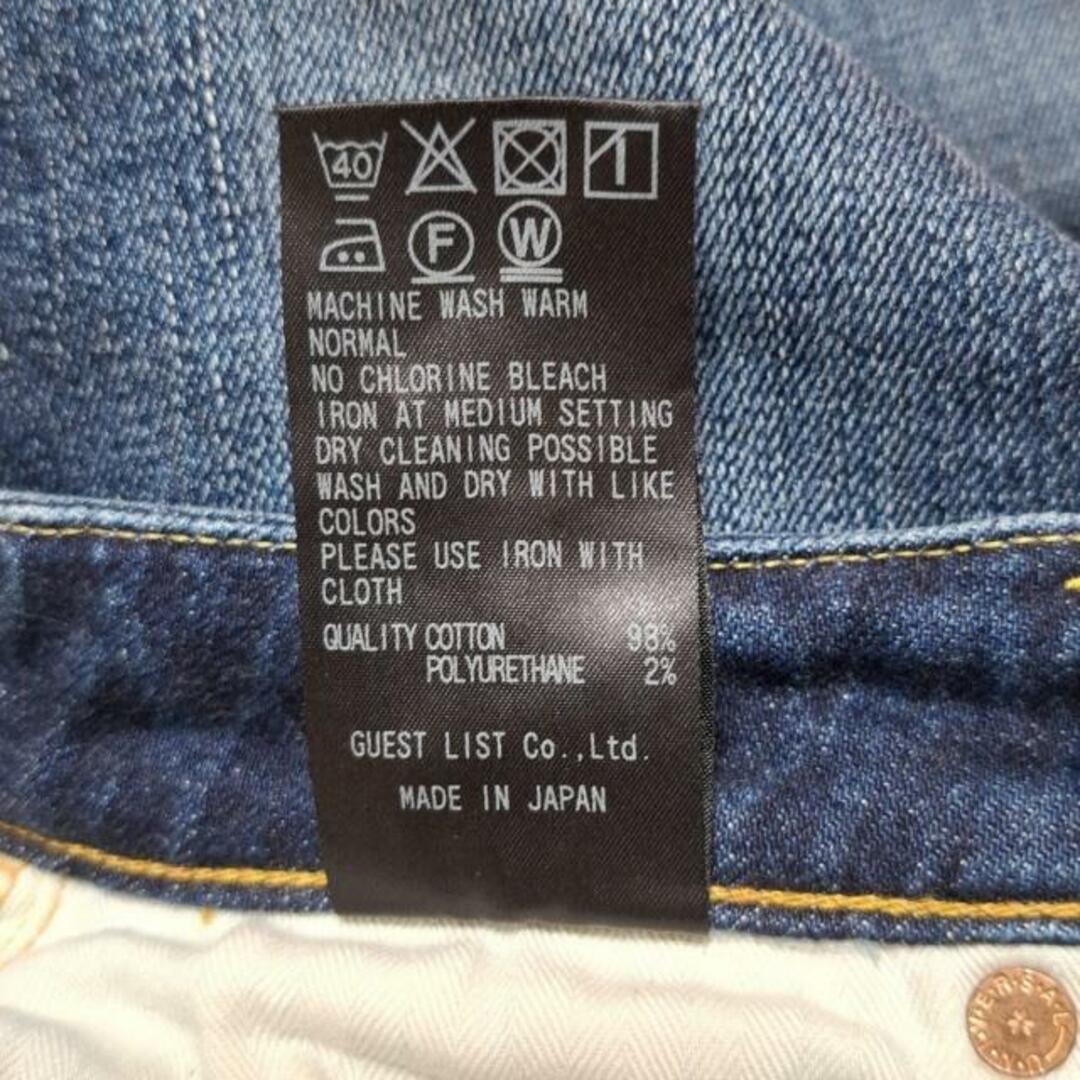 40
F W
MACHINE WASH WARM
NORMAL
NO CHLORINE BLEACH
IRON AT MEDIUM SETTING
DRY CLEANING POSSIBLE
WASH AND DRY WITH LIKE
COLORS
PLEASE USE IRON WITH
CLOTH
QUALITY COTTON 98%
POLYURETHANE 2%
GUEST LIST Co.,Ltd.
MADE IN JAPAN